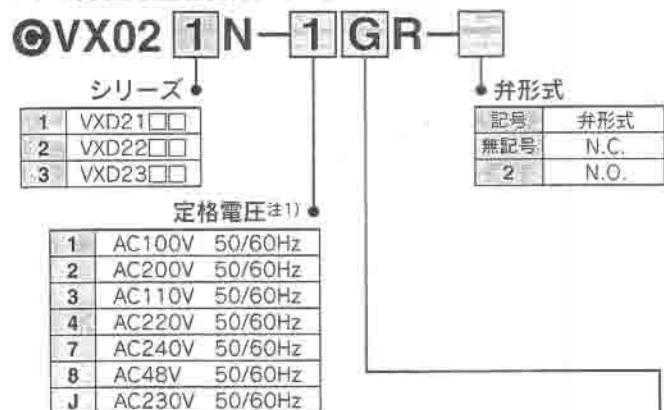 ⒸVX02 1 N－1 G R－
シリーズ
1 VXD21□□
2 VXD22□□
3 VXD23□□
弁形式
記号 弁形式
無記号 N.C.
2 N.O.
定格電圧注1)
1 AC100V 50/60Hz
2 AC200V 50/60Hz
3 AC110V 50/60Hz
4 AC220V 50/60Hz
7 AC240V 50/60Hz
8 AC48V 50/60Hz
J AC230V 50/60Hz